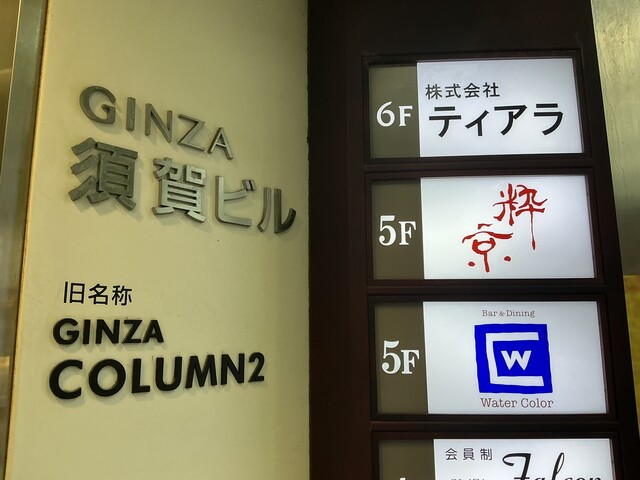 GINZA
須賀ビル
旧名称
GINZA
COLUMN2
6F
株式会社
ティアラ
5F
粋京
5F
Bar & Dining
W
Water Color
会員制
Falcon